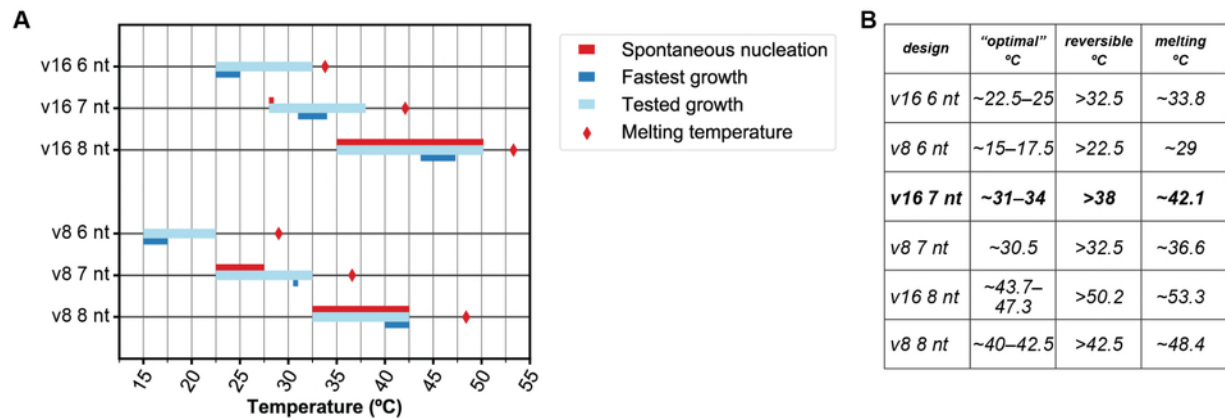 A
v16 6 nt
v16 7 nt
v16 8 nt
v8 6 nt
v8 7 nt
v8 8 nt
15 25 30 35 45 50 55
Temperature (ºC)
Spontaneous nucleation
Fastest growth
Tested growth
Melting temperature
B
design “optimal” ºC reversible ºC melting ºC
v16 6 nt ~22.5–25 >32.5 ~33.8
v8 6 nt ~15–17.5 >22.5 ~29
v16 7 nt ~31–34 >38 ~42.1
v8 7 nt ~30.5 >32.5 ~36.6
v16 8 nt ~43.7–47.3 >50.2 ~53.3
v8 8 nt ~40–42.5 >42.5 ~48.4